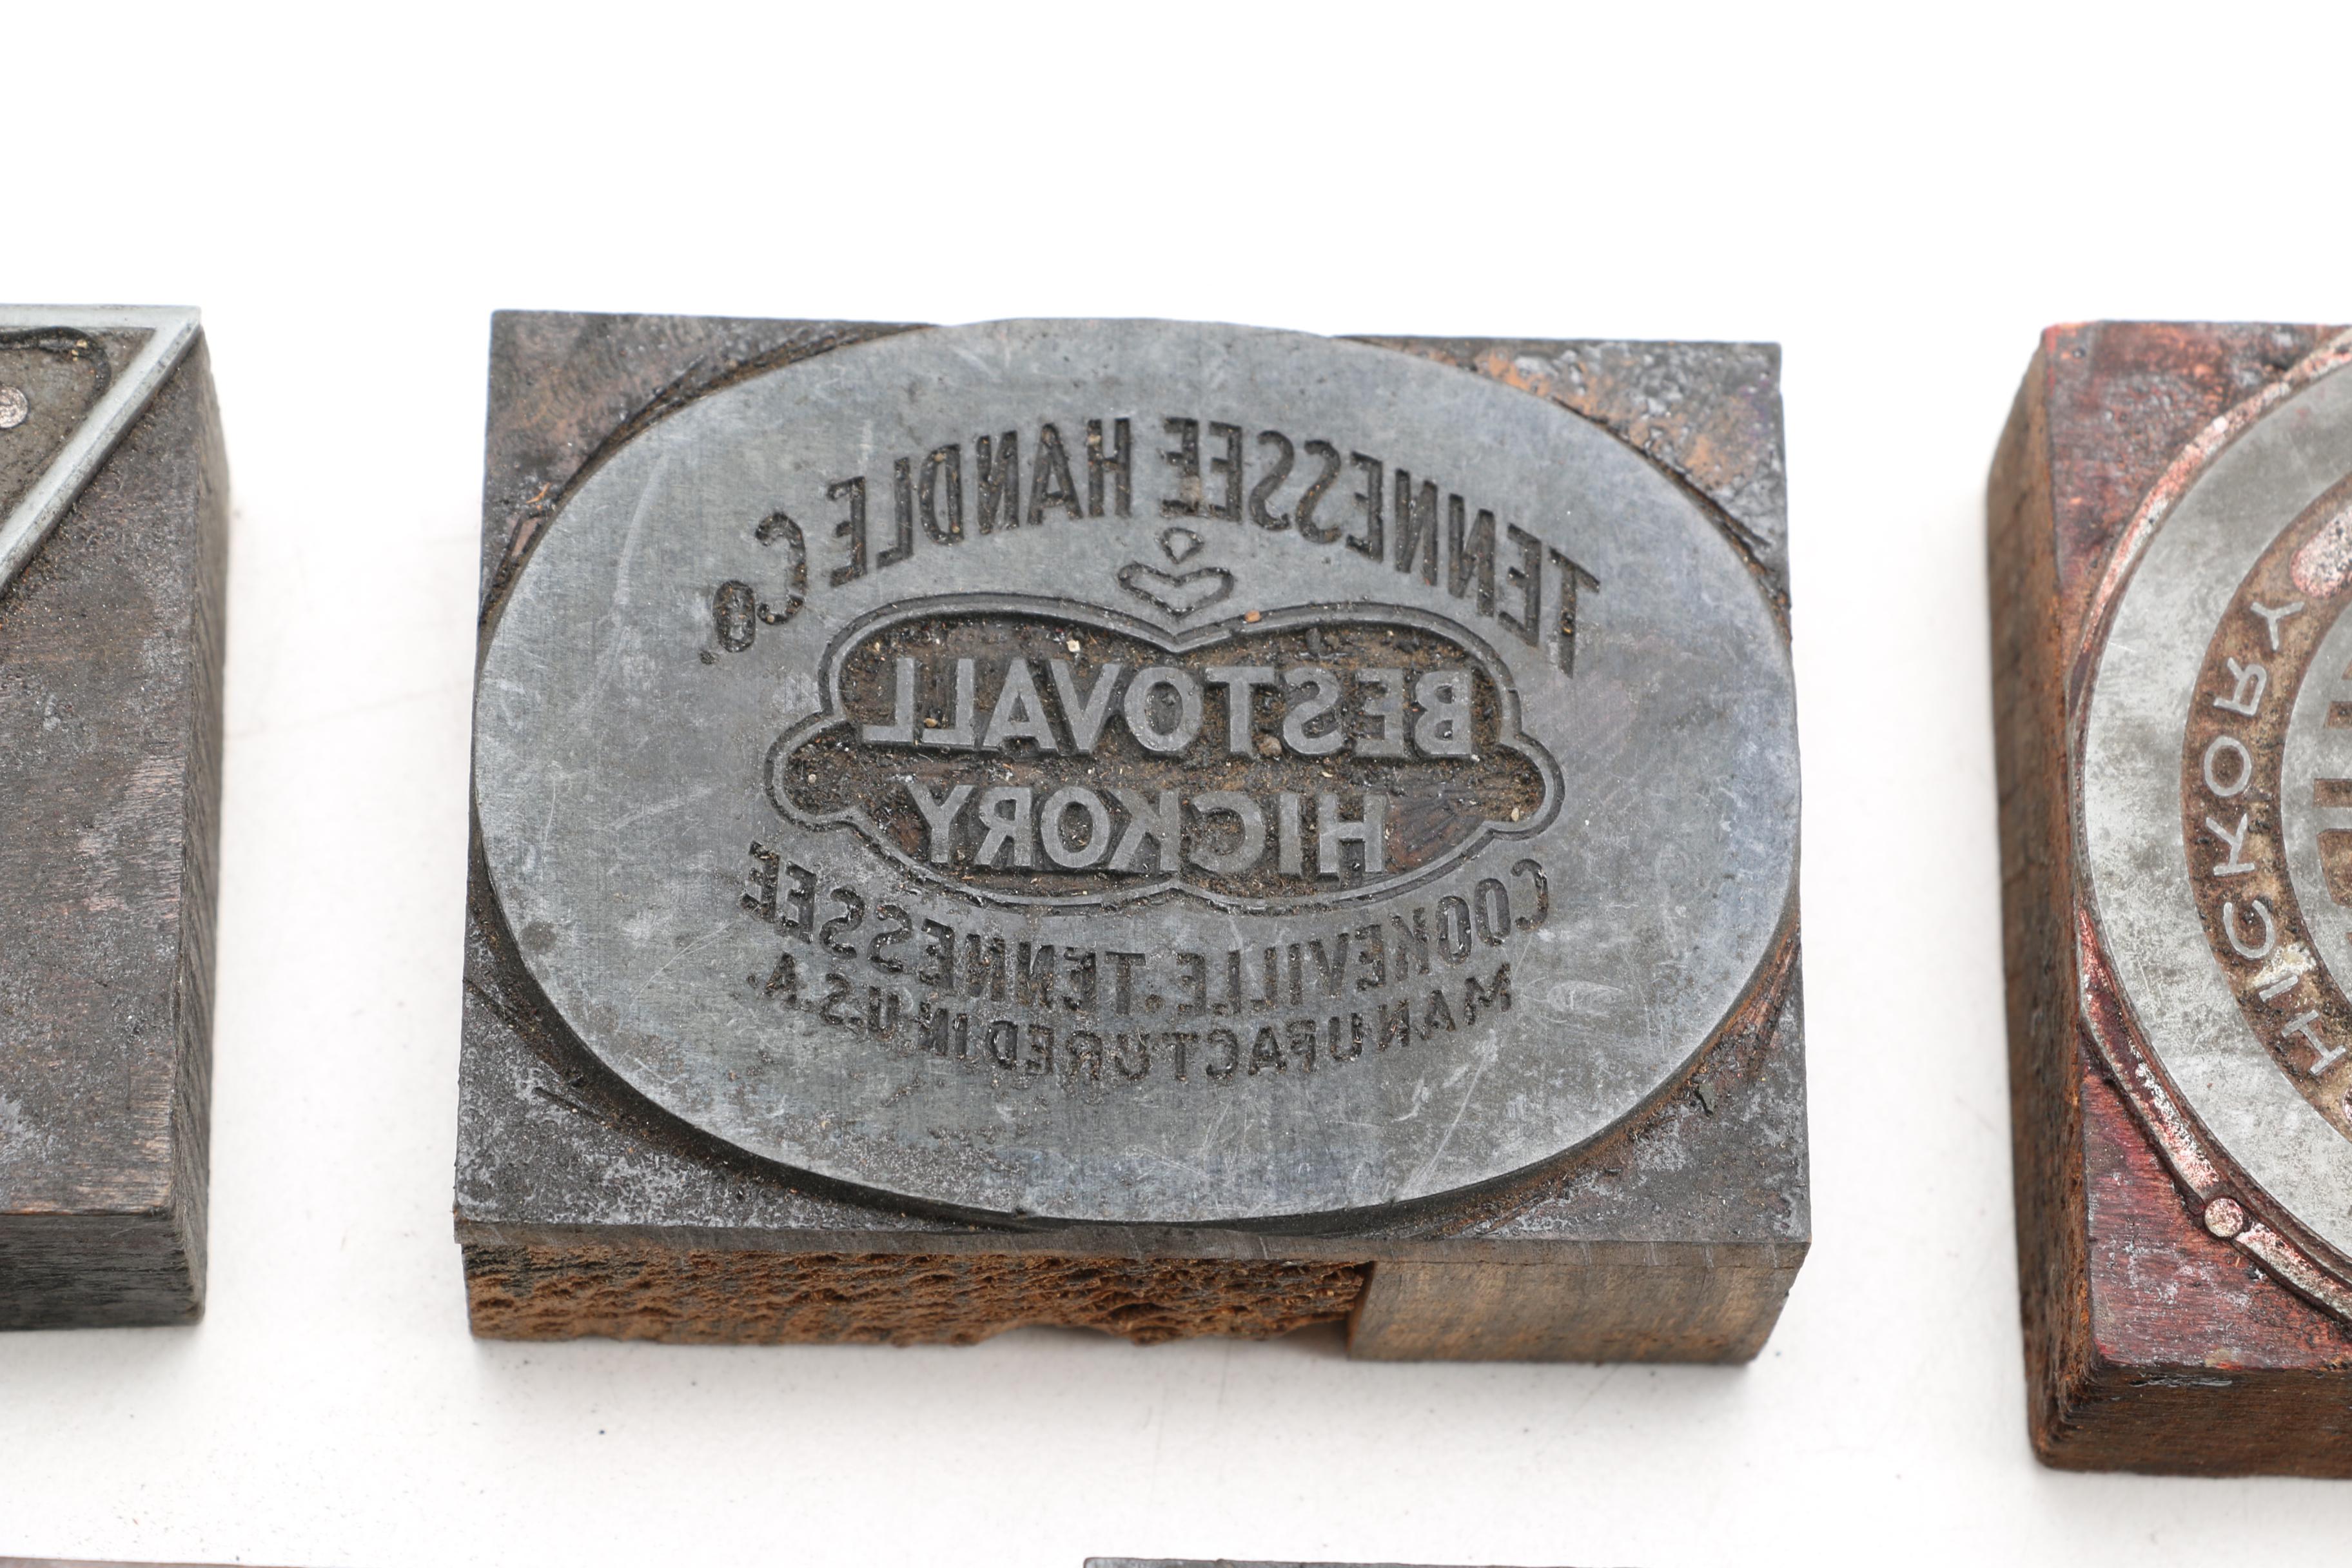 TENNESSEE HANDLE Co.
BESTOVALL
HICKORY
COOKEVILLE. TENNESSEE
MANUFACTURED IN U.S.A.
HICKORY